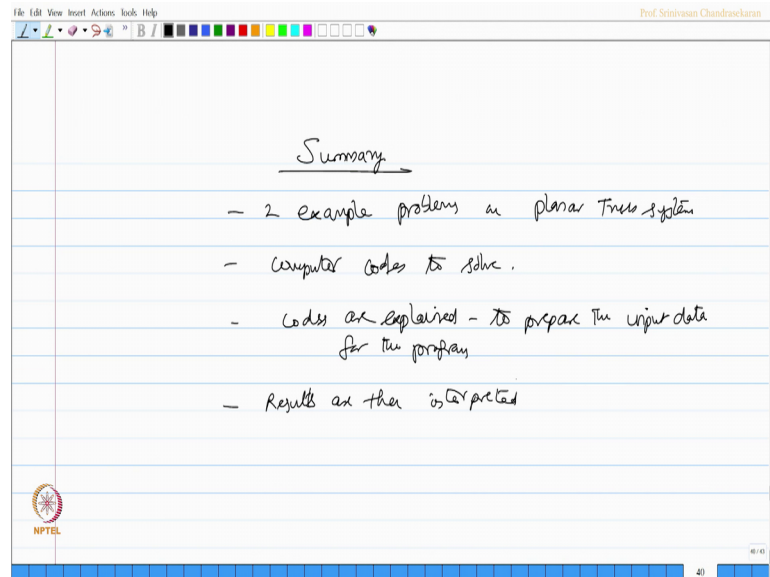 File Edit View Insert Actions Tools Help
Prof. Srinivasan Chandrasekaran
» B I
Summary
- 2 example problems on planar Truss system
- computer codes to solve.
- codes are explained - to prepare the input data
for the program
- Results are then interpreted
NPTEL
40 / 43
40